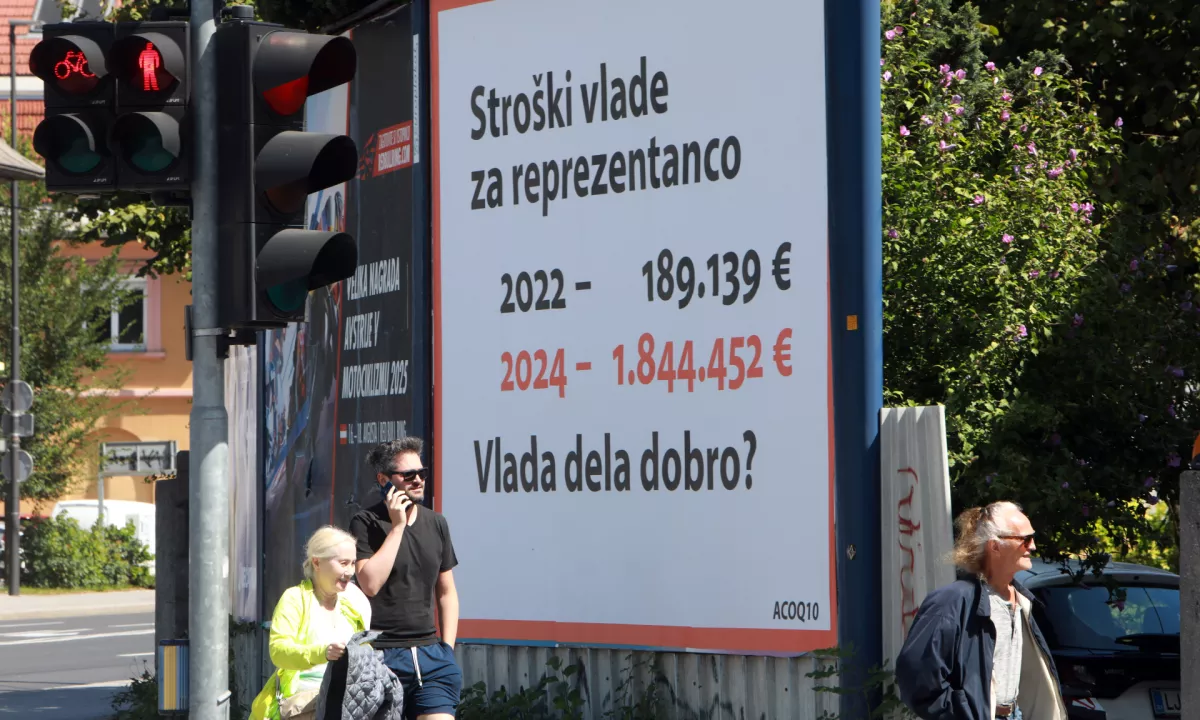 Stroški vlade
za reprezentanco
2022 – 189.139 €
2024 – 1.844.452 €
Vlada dela dobro?
ACOQ10
VELIKA NAGRADA
AVSTRIJE V
MOTOCIKLIZMU 2025